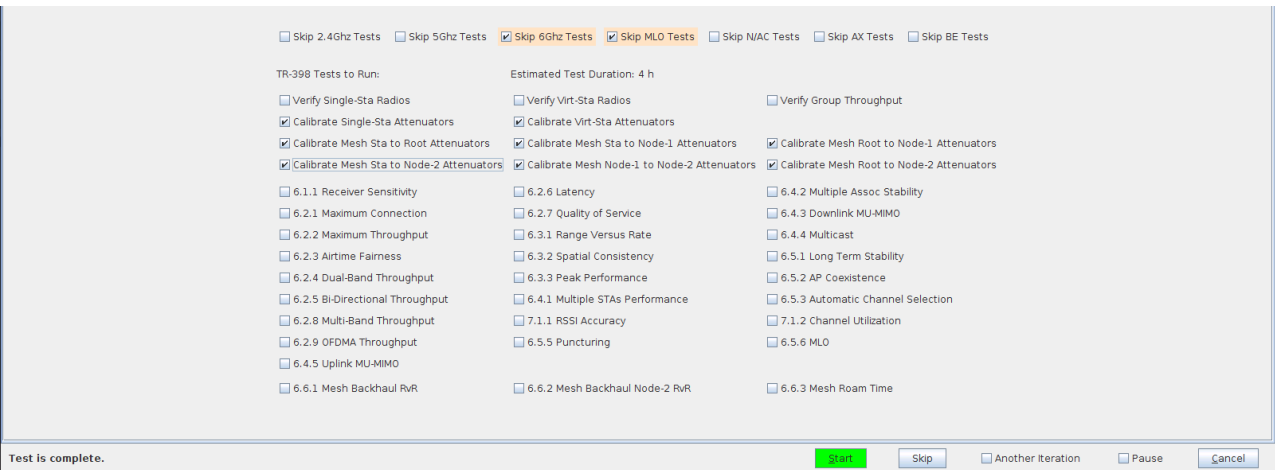 Skip 2.4Ghz Tests Skip 5Ghz Tests Skip 6Ghz Tests Skip MLO Tests Skip N/AC Tests Skip AX Tests Skip BE Tests
TR-398 Tests to Run: Estimated Test Duration: 4 h
Verify Single-Sta Radios Verify Virt-Sta Radios Verify Group Throughput
Calibrate Single-Sta Attenuators Calibrate Virt-Sta Attenuators
Calibrate Mesh Sta to Root Attenuators Calibrate Mesh Sta to Node-1 Attenuators Calibrate Mesh Root to Node-1 Attenuators
Calibrate Mesh Sta to Node-2 Attenuators Calibrate Mesh Node-1 to Node-2 Attenuators Calibrate Mesh Root to Node-2 Attenuators
6.1.1 Receiver Sensitivity 6.2.6 Latency 6.4.2 Multiple Assoc Stability
6.2.1 Maximum Connection 6.2.7 Quality of Service 6.4.3 Downlink MU-MIMO
6.2.2 Maximum Throughput 6.3.1 Range Versus Rate 6.4.4 Multicast
6.2.3 Airtime Fairness 6.3.2 Spatial Consistency 6.5.1 Long Term Stability
6.2.4 Dual-Band Throughput 6.3.3 Peak Performance 6.5.2 AP Coexistence
6.2.5 Bi-Directional Throughput 6.4.1 Multiple STAs Performance 6.5.3 Automatic Channel Selection
6.2.8 Multi-Band Throughput 7.1.1 RSSI Accuracy 7.1.2 Channel Utilization
6.2.9 OFDMA Throughput 6.5.5 Puncturing 6.5.6 MLO
6.4.5 Uplink MU-MIMO
6.6.1 Mesh Backhaul RvR 6.6.2 Mesh Backhaul Node-2 RvR 6.6.3 Mesh Roam Time
Test is complete. Start Skip Another Iteration Pause Cancel